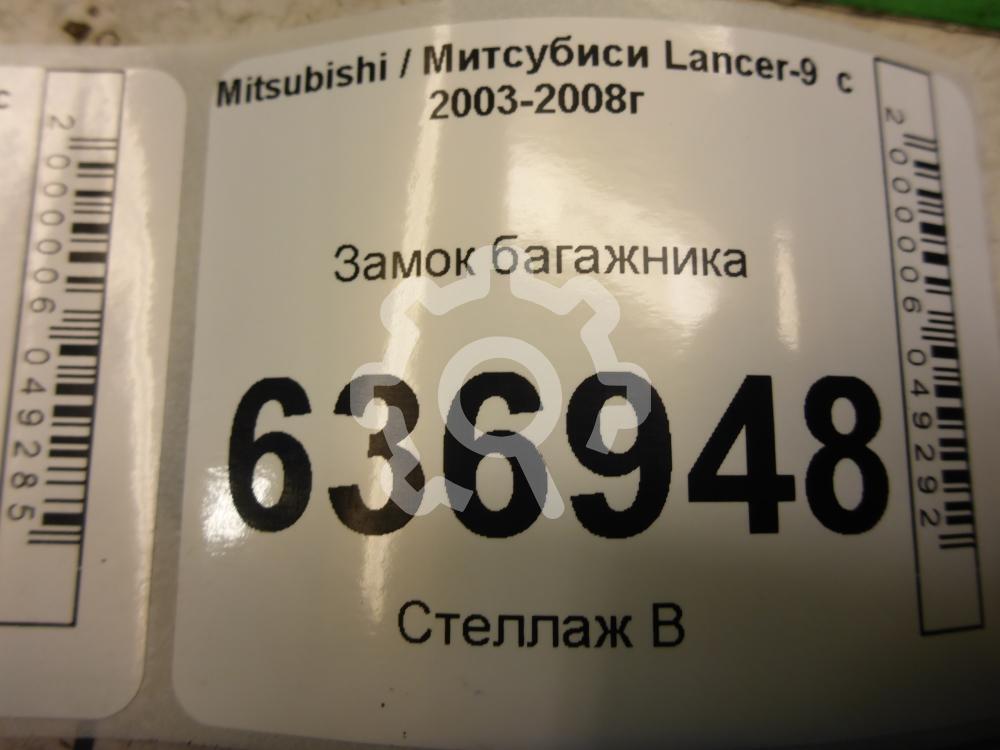 Mitsubishi / Митсубиси Lancer-9 с
2003-2008г
Замок багажника
636948
Стеллаж В
2000006049292
с
2000006049285